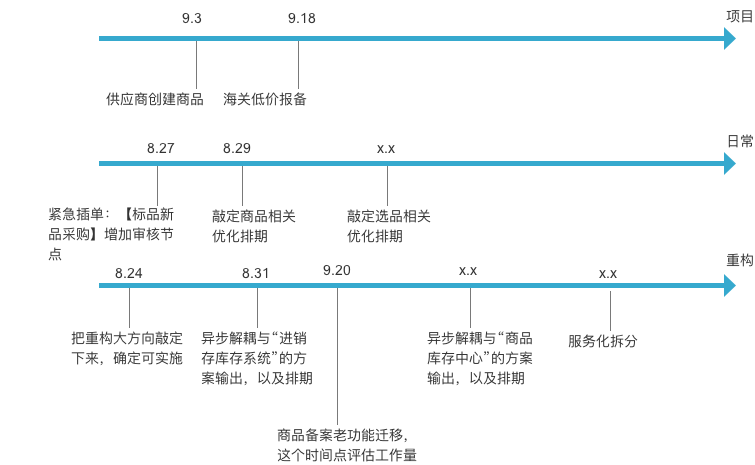 9.3
9.18
项目
供应商创建商品
海关低价报备
8.27
8.29
x.x
日常
紧急插单：【标品新
品采购】增加审核节
点
敲定商品相关
优化排期
敲定选品相关
优化排期
重构
8.24
8.31
9.20
x.x
x.x
把重构大方向敲定
下来，确定可实施
异步解耦与“进销
存库存系统”的方
案输出，以及排期
异步解耦与“商品
库存中心”的方案
输出，以及排期
服务化拆分
商品备案老功能迁移，
这个时间点评估工作量